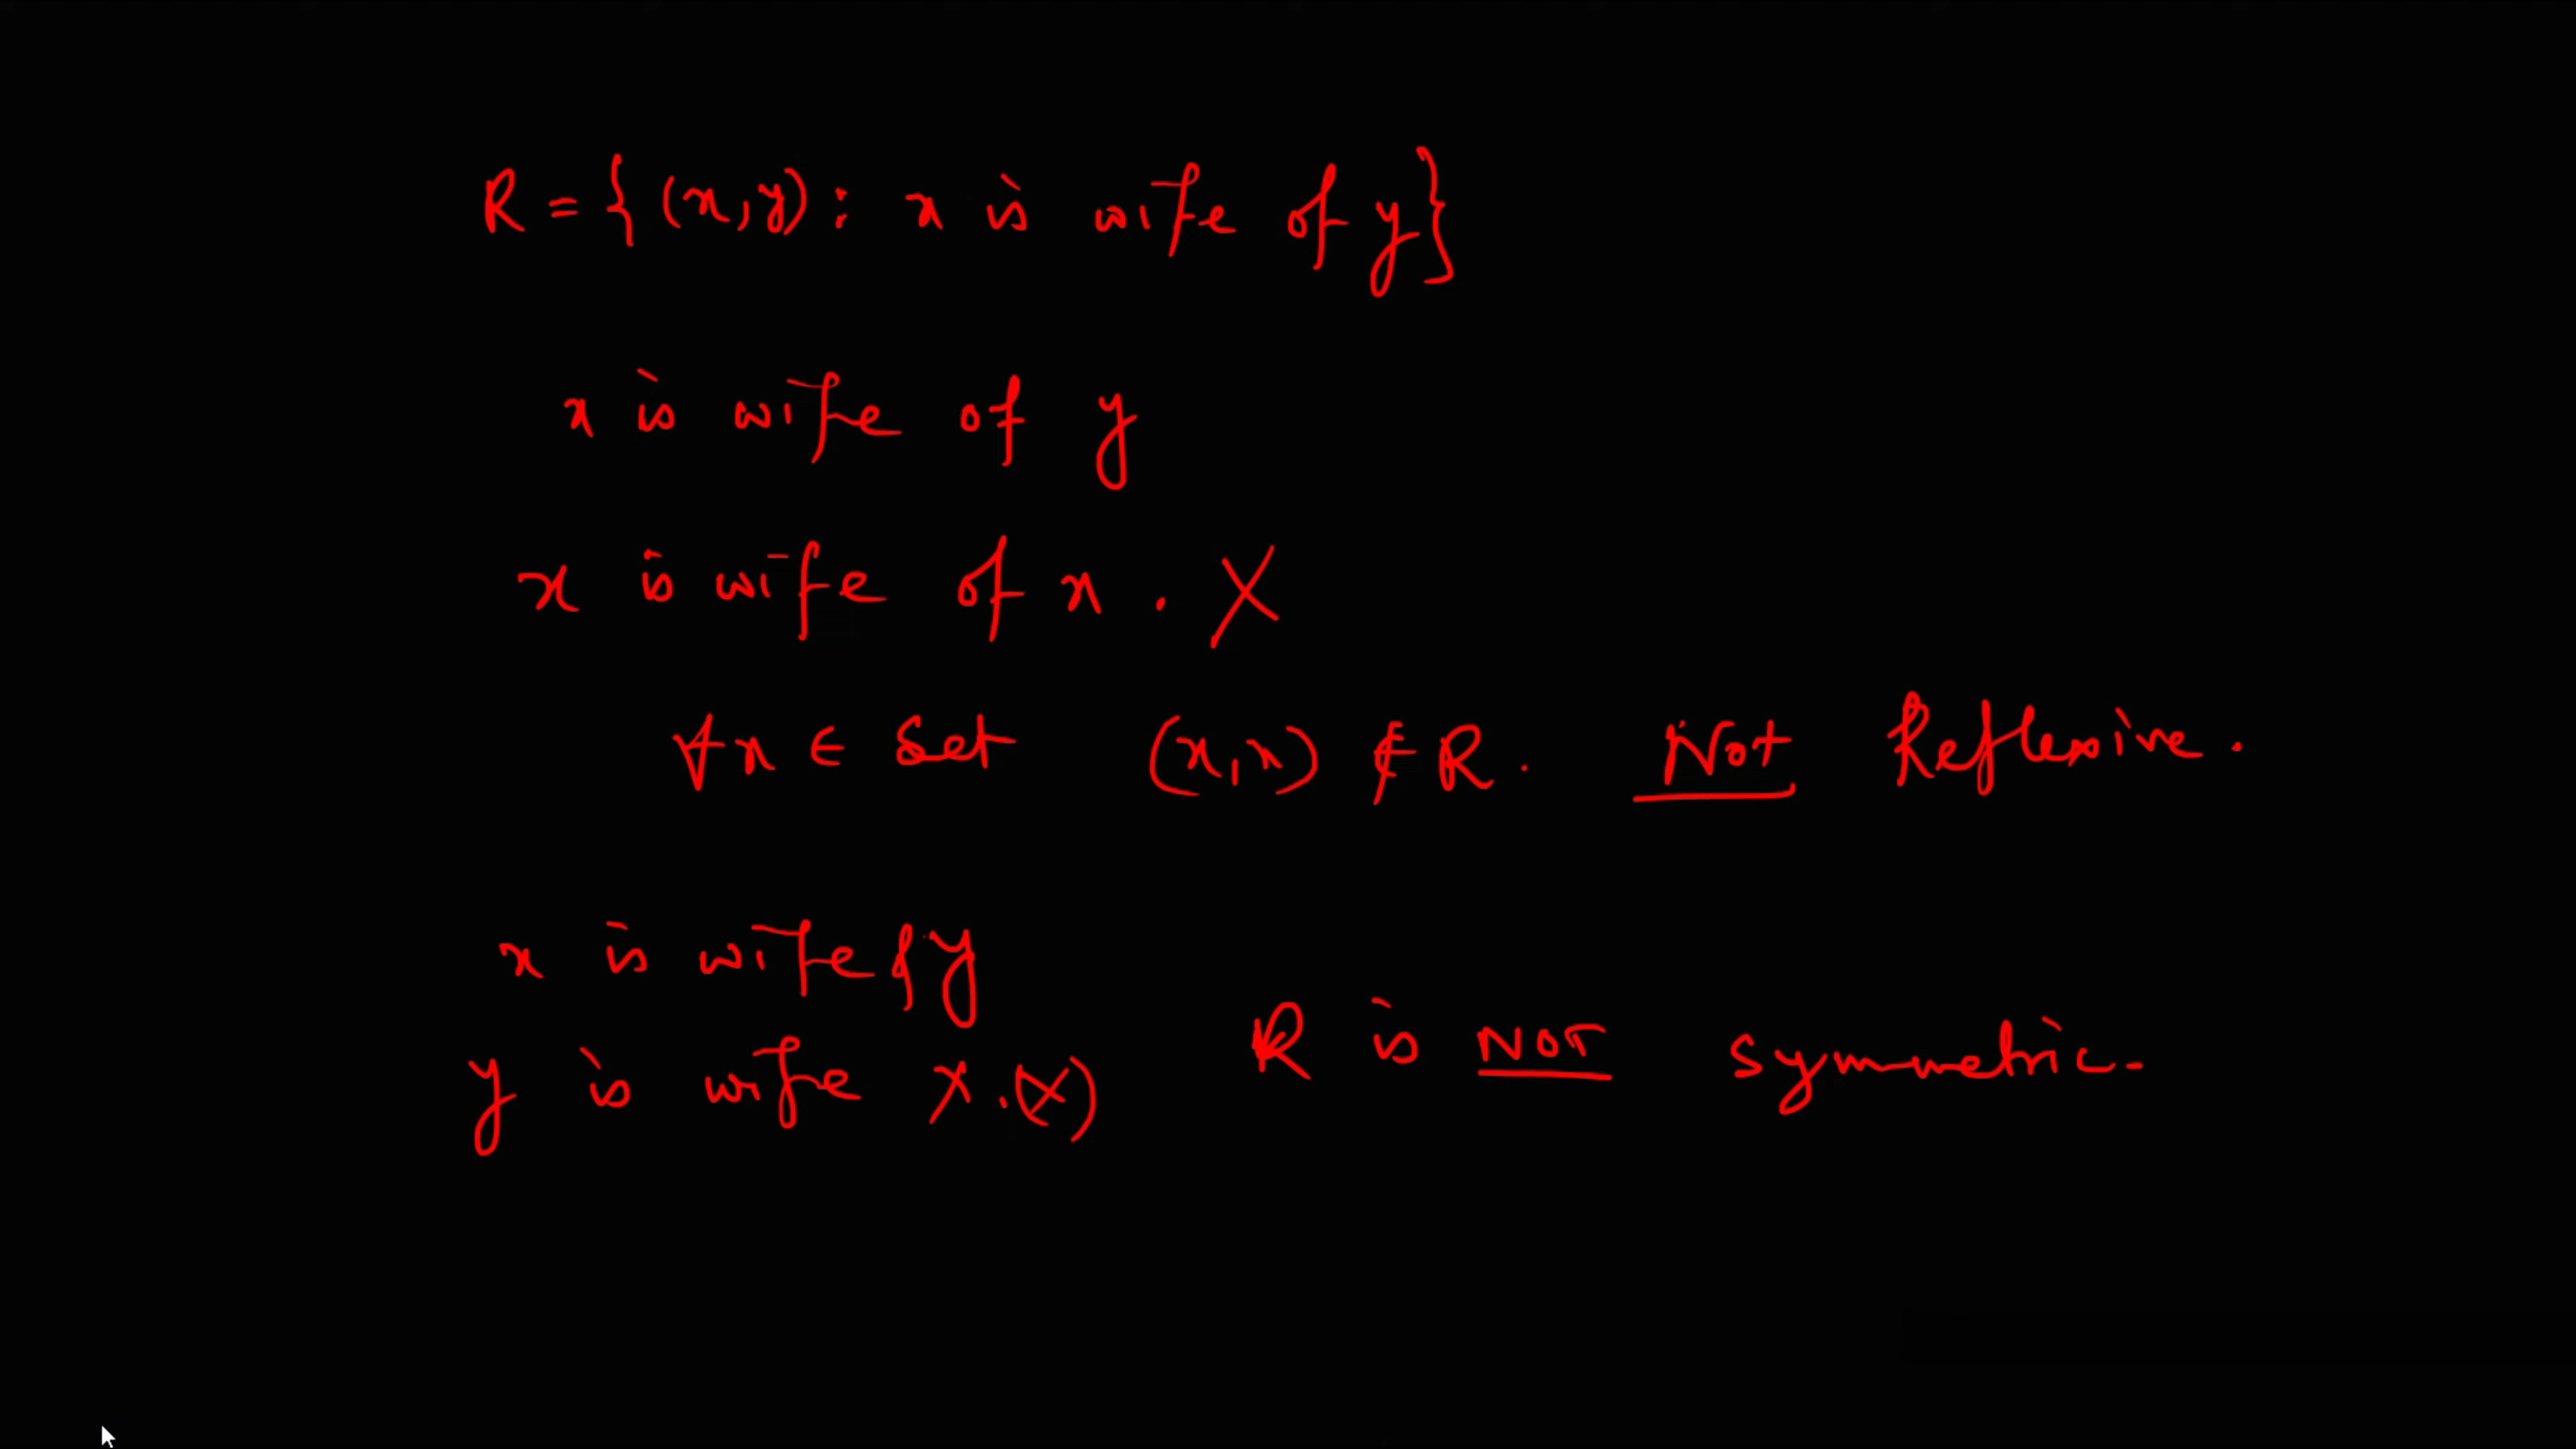 R = { (x, y) : x is wife of y }
x is wife of y
x is wife of x . X
∀x ∈ Set (x, x) ∉ R . Not Reflexive.
x is wife of y
y is wife x . (X)
R is NOT symmetric.